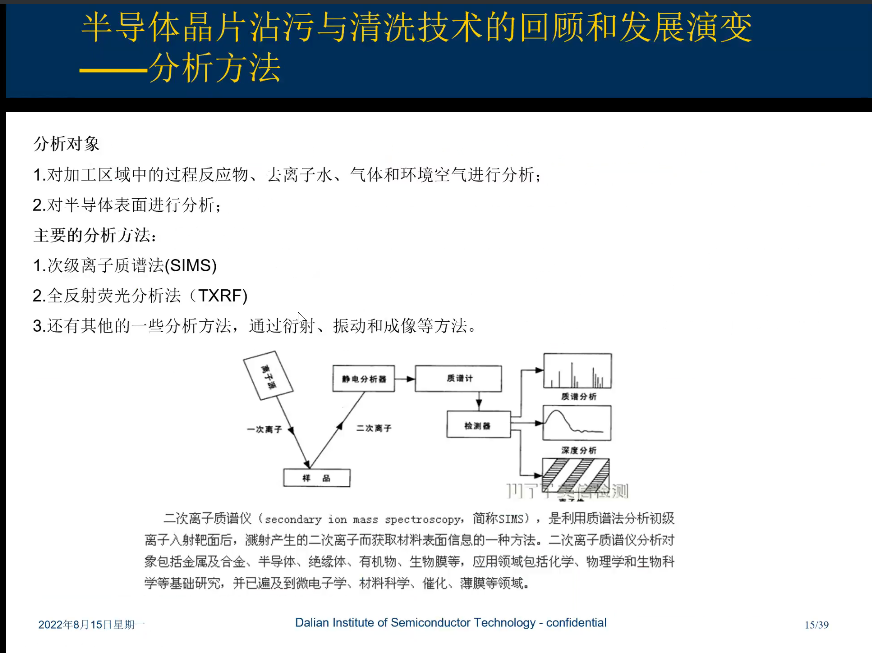 半导体晶片沾污与清洗技术的回顾和发展演变
——分析方法
分析对象
1.对加工区域中的过程反应物、去离子水、气体和环境空气进行分析；
2.对半导体表面进行分析；
主要的分析方法：
1.次级离子质谱法(SIMS)
2.全反射荧光分析法（TXRF)
3.还有其他的一些分析方法，通过衍射、振动和成像等方法。
离子源
静电分析器
质谱计
质谱分析
一次离子
二次离子
检测器
深度分析
样 品
二次离子质谱仪（secondary ion mass spectroscopy，简称SIMS），是利用质谱法分析初级
离子入射靶面后，溅射产生的二次离子而获取材料表面信息的一种方法。二次离子质谱仪分析对
象包括金属及合金、半导体、绝缘体、有机物、生物膜等，应用领域包括化学、物理学和生物科
学等基础研究，并已遍及到微电子学、材料科学、催化、薄膜等领域。
2022年8月15日星期一
Dalian Institute of Semiconductor Technology - confidential
15/39